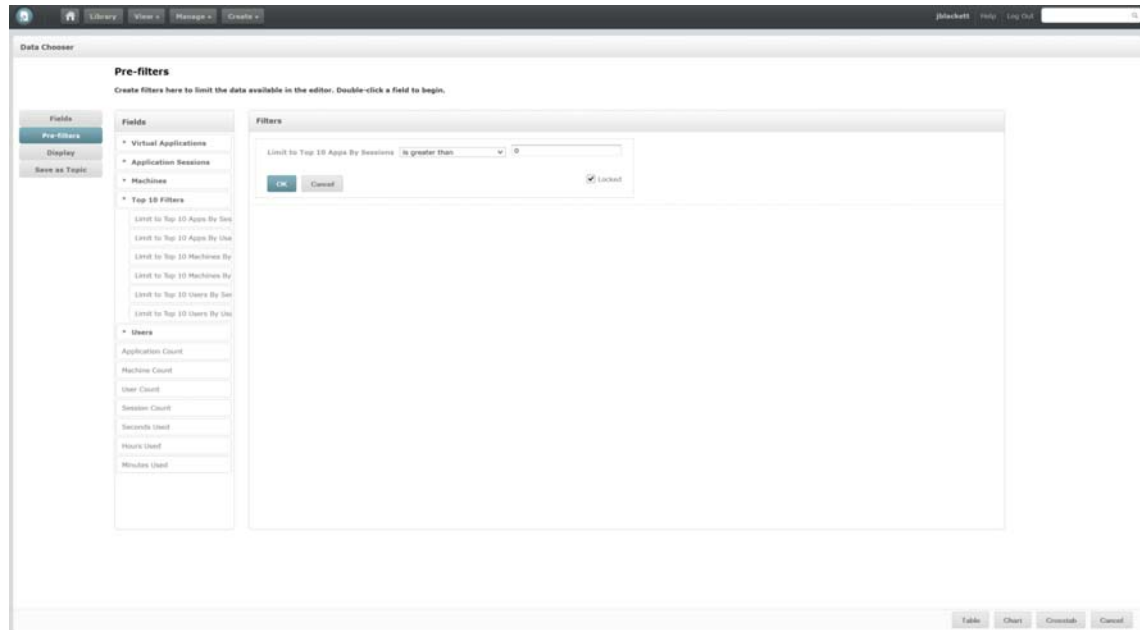 Library View Manage Create jblackett Help Log Out
Data Chooser
Pre-filters
Create filters here to limit the data available in the editor. Double-click a field to begin.
Fields
Pre-filters
Display
Save as Topic
Fields
Virtual Applications
Application Sessions
Machines
Top 10 Filters
Limit to Top 10 Apps By Ses
Limit to Top 10 Apps By Usa
Limit to Top 10 Machines By
Limit to Top 10 Machines By
Limit to Top 10 Users By Ses
Limit to Top 10 Users By Usa
Users
Application Count
Machine Count
User Count
Session Count
Seconds Used
Hours Used
Minutes Used
Filters
Limit to Top 10 Apps By Sessions is greater than 0
OK Cancel Locked
Table Chart Crosstab Cancel